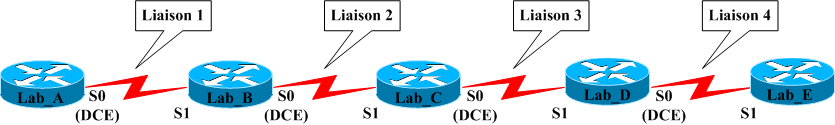 Liaison 1
Liaison 2
Liaison 3
Liaison 4
Lab_A
S0
(DCE)
S1
Lab_B
S0
(DCE)
S1
Lab_C
S0
(DCE)
S1
Lab_D
S0
(DCE)
S1
Lab_E